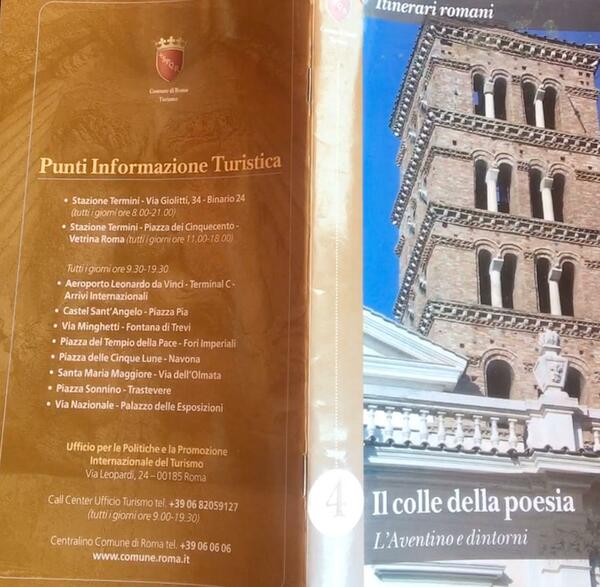 SPQR
Comune di Roma
Turismo
Punti Informazione Turistica
• Stazione Termini - Via Giolitti, 34 - Binario 24
(tutti i giorni ore 8.00-21.00)
• Stazione Termini - Piazza dei Cinquecento -
Vetrina Roma (tutti i giorni ore 11.00-18.00)
Tutti i giorni ore 9.30-19.30
• Aeroporto Leonardo da Vinci - Terminal C -
Arrivi Internazionali
• Castel Sant'Angelo - Piazza Pia
• Via Minghetti - Fontana di Trevi
• Piazza del Tempio della Pace - Fori Imperiali
• Piazza delle Cinque Lune - Navona
• Santa Maria Maggiore - Via dell'Olmata
• Piazza Sonnino - Trastevere
• Via Nazionale - Palazzo delle Esposizioni
Ufficio per le Politiche e la Promozione
Internazionale del Turismo
Via Leopardi, 24 – 00185 Roma
Call Center Ufficio Turismo tel. +39 06 82059127
(tutti i giorni ore 9.00-19.30)
Centralino Comune di Roma tel. +39 06 06 06
www.comune.roma.it
Itinerari romani
4
Il colle della poesia
L'Aventino e dintorni